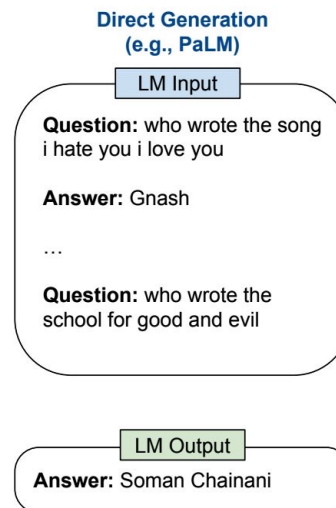 Direct Generation
(e.g., PaLM)
LM Input
Question: who wrote the song
i hate you i love you
Answer: Gnash
...
Question: who wrote the
school for good and evil
LM Output
Answer: Soman Chainani